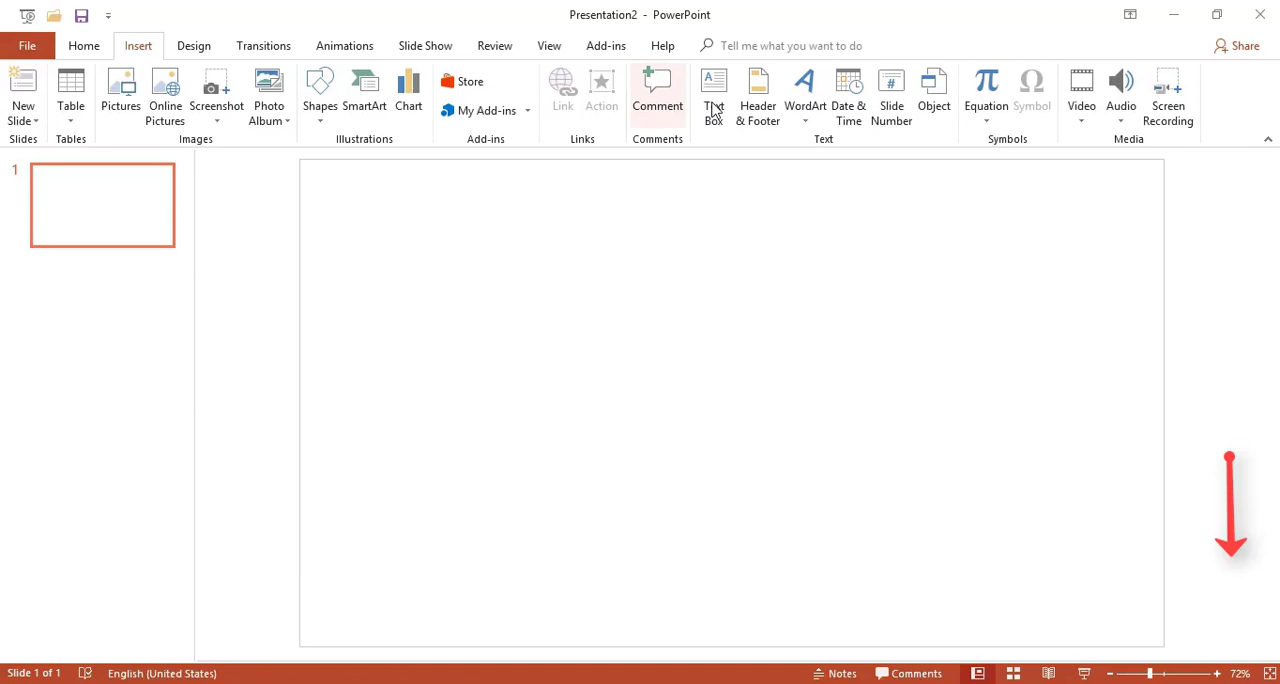 Presentation2 - PowerPoint
File Home Insert Design Transitions Animations Slide Show Review View Add-ins Help Tell me what you want to do Share
New Slide
Table
Pictures
Online Pictures
Screenshot
Photo Album
Shapes
SmartArt
Chart
Store
My Add-ins
Link
Action
Comment
Text Box
Header & Footer
WordArt
Date & Time
Slide Number
Object
Equation
Symbol
Video
Audio
Screen Recording
Slides Tables Images Illustrations Add-ins Links Comments Text Symbols Media
1
Slide 1 of 1 English (United States) Notes Comments 72%